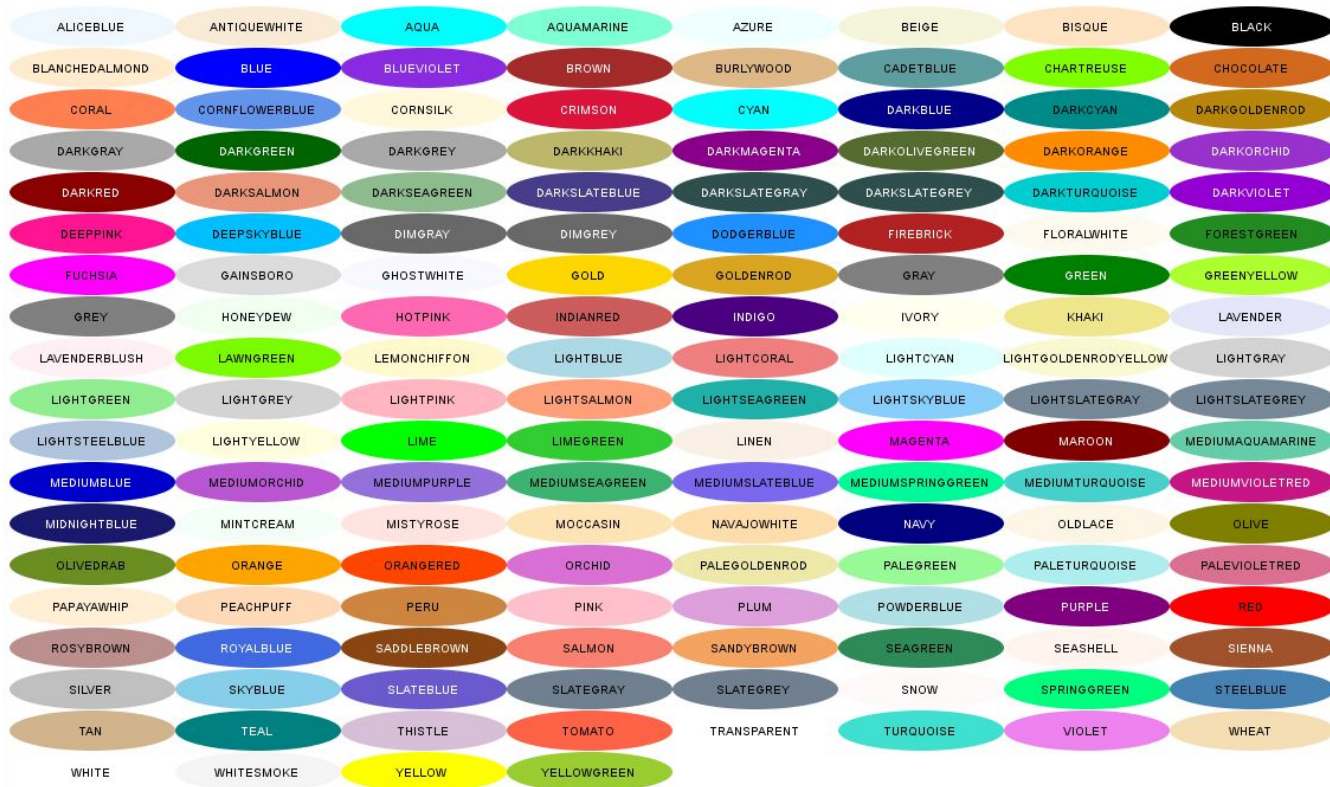 ALICEBLUE ANTIQUEWHITE AQUA AQUAMARINE AZURE BEIGE BISQUE BLACK
BLANCHEDALMOND BLUE BLUEVIOLET BROWN BURLYWOOD CADETBLUE CHARTREUSE CHOCOLATE
CORAL CORNFLOWERBLUE CORNSILK CRIMSON CYAN DARKBLUE DARKCYAN DARKGOLDENROD
DARKGRAY DARKGREEN DARKGREY DARKKHAKI DARKMAGENTA DARKOLIVEGREEN DARKORANGE DARKORCHID
DARKRED DARKSALMON DARKSEAGREEN DARKSLATEBLUE DARKSLATEGRAY DARKSLATEGREY DARKTURQUOISE DARKVIOLET
DEEPPINK DEEPSKYBLUE DIMGRAY DIMGREY DODGERBLUE FIREBRICK FLORALWHITE FORESTGREEN
FUCHSIA GAINSBORO GHOSTWHITE GOLD GOLDENROD GRAY GREEN GREENYELLOW
GREY HONEYDEW HOTPINK INDIANRED INDIGO IVORY KHAKI LAVENDER
LAVENDERBLUSH LAWNGREEN LEMONCHIFFON LIGHTBLUE LIGHTCORAL LIGHTCYAN LIGHTGOLDENRODYELLOW LIGHTGRAY
LIGHTGREEN LIGHTGREY LIGHTPINK LIGHTSALMON LIGHTSEAGREEN LIGHTSKYBLUE LIGHTSLATEGRAY LIGHTSLATEGREY
LIGHTSTEELBLUE LIGHTYELLOW LIME LIMEGREEN LINEN MAGENTA MAROON MEDIUMAQUAMARINE
MEDIUMBLUE MEDIUMORCHID MEDIUMPURPLE MEDIUMSEAGREEN MEDIUMSLATEBLUE MEDIUMSPRINGGREEN MEDIUMTURQUOISE MEDIUMVIOLETRED
MIDNIGHTBLUE MINTCREAM MISTYROSE MOCCASIN NAVAJOWHITE NAVY OLDLACE OLIVE
OLIVEDRAB ORANGE ORANGERED ORCHID PALEGOLDENROD PALEGREEN PALETURQUOISE PALEVIOLETRED
PAPAYAWHIP PEACHPUFF PERU PINK PLUM POWDERBLUE PURPLE RED
ROSYBROWN ROYALBLUE SADDLEBROWN SALMON SANDYBROWN SEAGREEN SEASHELL SIENNA
SILVER SKYBLUE SLATEBLUE SLATEGRAY SLATEGREY SNOW SPRINGGREEN STEELBLUE
TAN TEAL THISTLE TOMATO TRANSPARENT TURQUOISE VIOLET WHEAT
WHITE WHITESMOKE YELLOW YELLOWGREEN